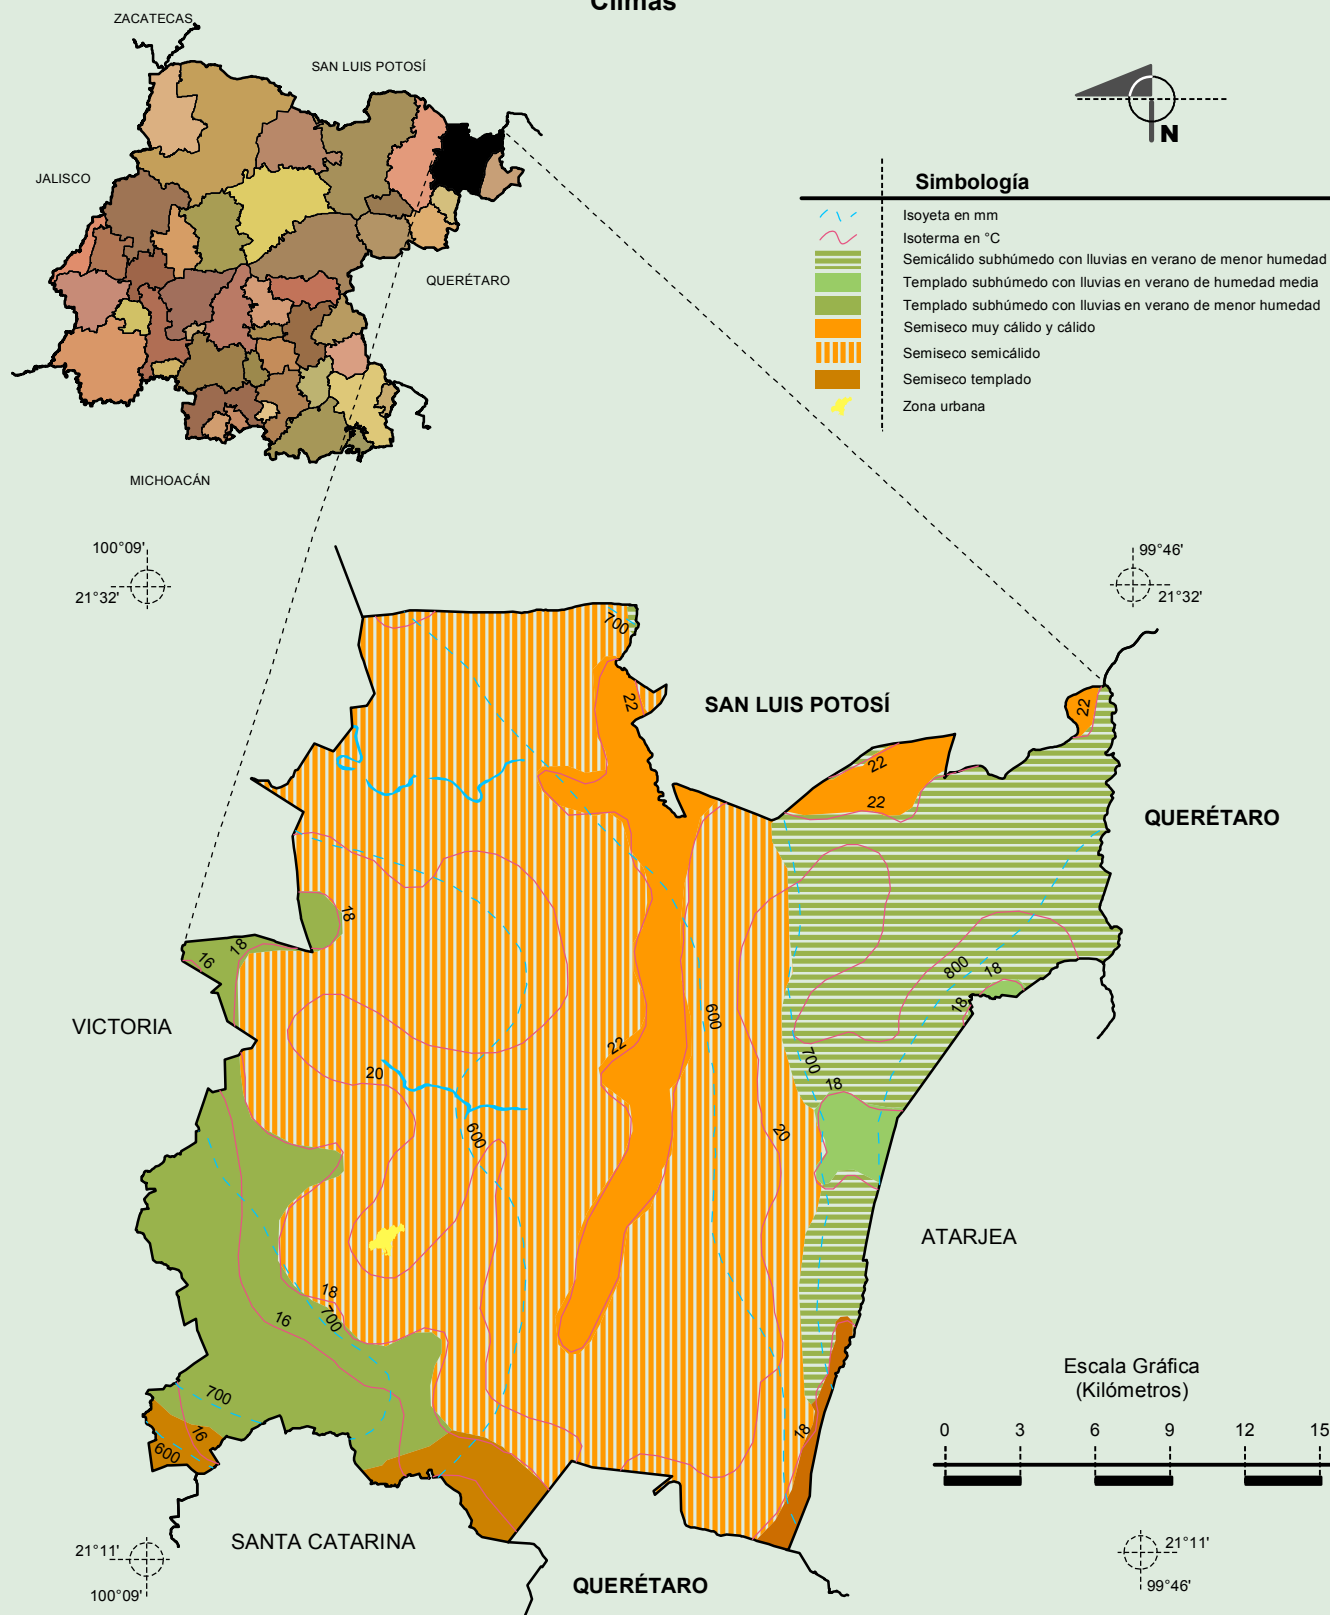 Climas
ZACATECAS
SAN LUIS POTOSÍ
JALISCO
QUERÉTARO
MICHOACÁN
N
Simbología
Isoyeta en mm
Isoterma en °C
Semicálido subhúmedo con lluvias en verano de menor humedad
Templado subhúmedo con lluvias en verano de humedad media
Templado subhúmedo con lluvias en verano de menor humedad
Semiseco muy cálido y cálido
Semiseco semicálido
Semiseco templado
Zona urbana
100°09'
21°32'
99°46'
21°32'
700
22
SAN LUIS POTOSÍ
22
22
22
QUERÉTARO
18
18
16
800
18
18
VICTORIA
600
22
700
20
18
600
20
ATARJEA
18
700
16
Escala Gráfica
(Kilómetros)
700
16
600
18
0 3 6 9 12 15
SANTA CATARINA
21°11'
100°09'
21°11'
99°46'
QUERÉTARO